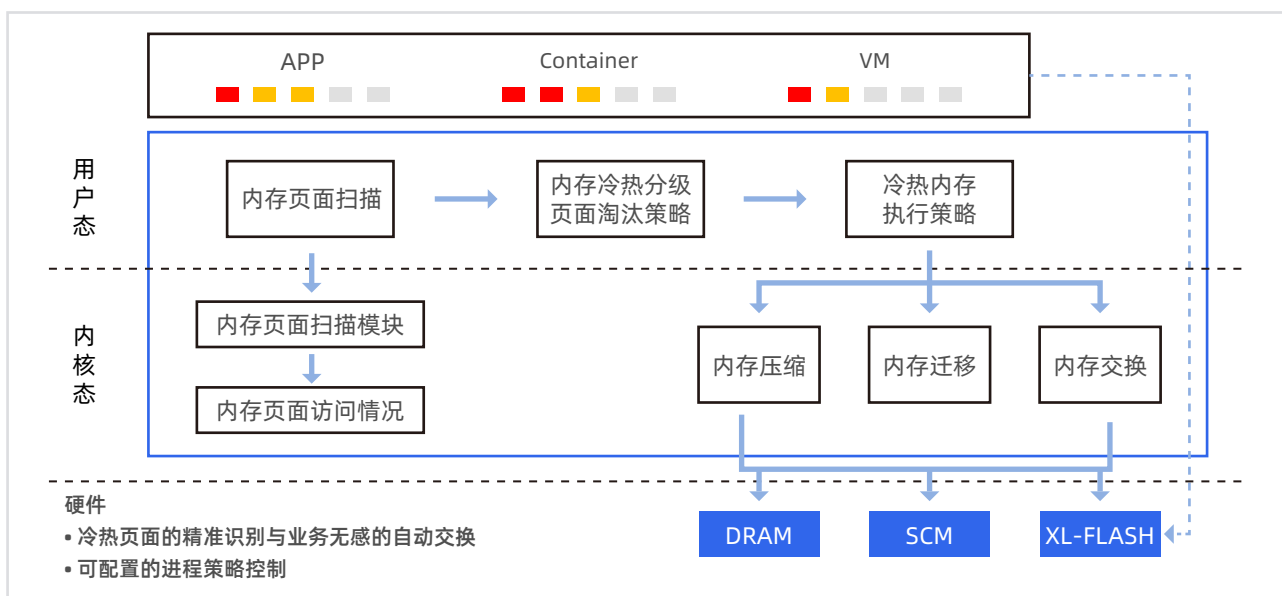 APP
Container
VM
用户态
内存页面扫描
内存冷热分级
页面淘汰策略
冷热内存
执行策略
内核态
内存页面扫描模块
内存页面访问情况
内存压缩
内存迁移
内存交换
硬件
• 冷热页面的精准识别与业务无感的自动交换
• 可配置的进程策略控制
DRAM
SCM
XL-FLASH